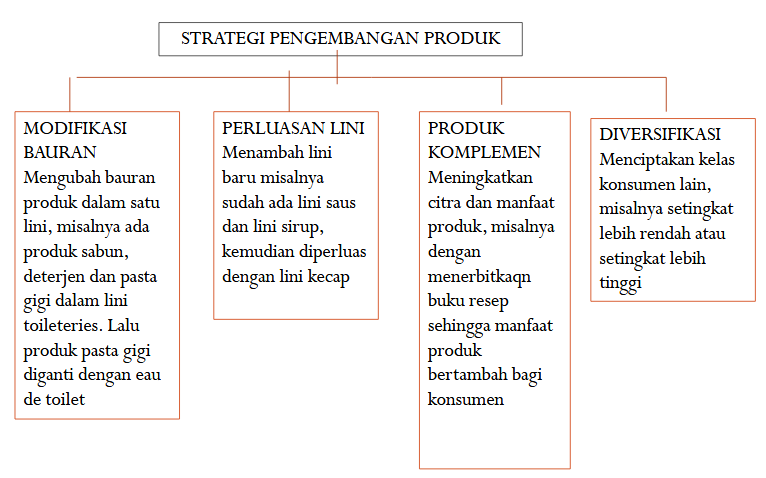 STRATEGI PENGEMBANGAN PRODUK
MODIFIKASI
BAURAN
Mengubah bauran
produk dalam satu
lini, misalnya ada
produk sabun,
deterjen dan pasta
gigi dalam lini
toileteries. Lalu
produk pasta gigi
diganti dengan eau
de toilet
PERLUASAN LINI
Menambah lini
baru misalnya
sudah ada lini saus
dan lini sirup,
kemudian diperluas
dengan lini kecap
PRODUK
KOMPLEMEN
Meningkatkan
citra dan manfaat
produk, misalnya
dengan
menerbitkaqn
buku resep
sehingga manfaat
produk
bertambah bagi
konsumen
DIVERSIFIKASI
Menciptakan kelas
konsumen lain,
misalnya setingkat
lebih rendah atau
setingkat lebih
tinggi